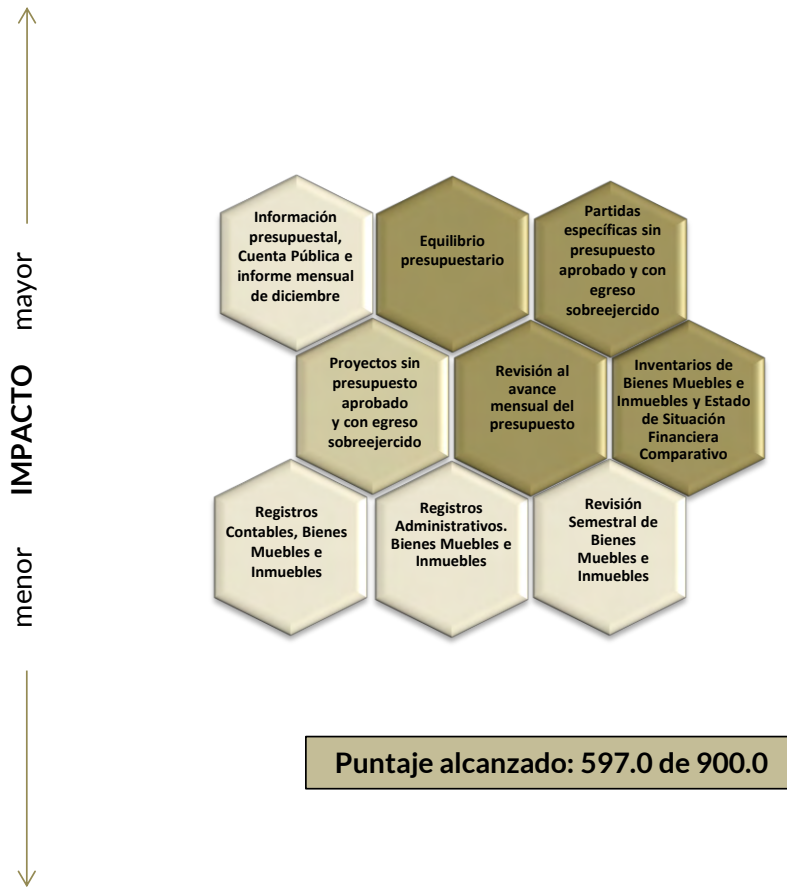 mayor
IMPACTO
menor
Información
presupuestal,
Cuenta Pública e
informe mensual
de diciembre
Equilibrio
presupuestario
Partidas
específicas sin
presupuesto
aprobado y con
egreso
sobreejercido
Proyectos sin
presupuesto
aprobado
y con egreso
sobreejercido
Revisión al
avance
mensual del
presupuesto
Inventarios de
Bienes Muebles e
Inmuebles y Estado
de Situación
Financiera
Comparativo
Registros
Contables, Bienes
Muebles e
Inmuebles
Registros
Administrativos.
Bienes Muebles e
Inmuebles
Revisión
Semestral de
Bienes
Muebles e
Inmuebles
Puntaje alcanzado: 597.0 de 900.0